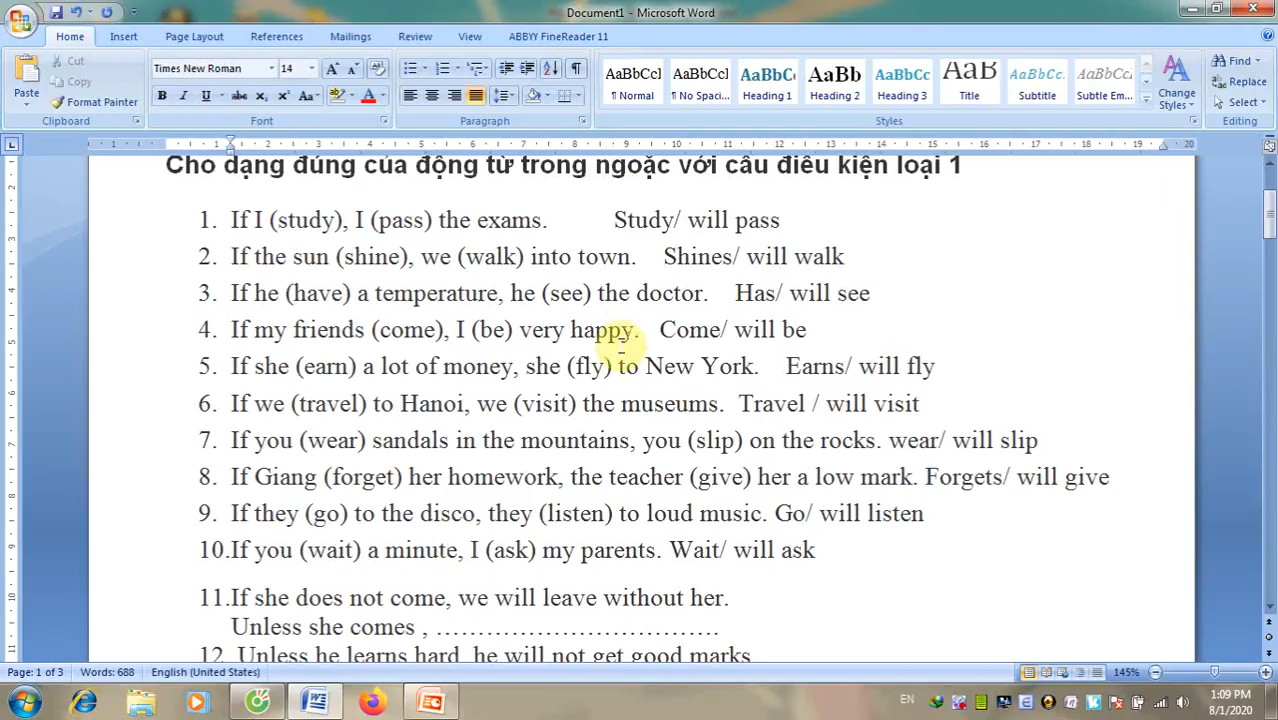 Document1 - Microsoft Word
Home Insert Page Layout References Mailings Review View ABBYY FineReader 11
Paste
Cut
Copy
Format Painter
Clipboard
Times New Roman 14
Font
Paragraph
AaBbCcI AaBbCcI AaBbC AaBb AaBbCc AaB AaBbCcl AaBbCcl
¶ Normal ¶ No Spaci... Heading 1 Heading 2 Heading 3 Title Subtitle Subtle Em...
Change Styles
Styles
Find
Replace
Select
Editing
Cho dạng đúng của động từ trong ngoặc với câu điều kiện loại 1
1. If I (study), I (pass) the exams. Study/ will pass
2. If the sun (shine), we (walk) into town. Shines/ will walk
3. If he (have) a temperature, he (see) the doctor. Has/ will see
4. If my friends (come), I (be) very happy. Come/ will be
5. If she (earn) a lot of money, she (fly) to New York. Earns/ will fly
6. If we (travel) to Hanoi, we (visit) the museums. Travel / will visit
7. If you (wear) sandals in the mountains, you (slip) on the rocks. wear/ will slip
8. If Giang (forget) her homework, the teacher (give) her a low mark. Forgets/ will give
9. If they (go) to the disco, they (listen) to loud music. Go/ will listen
10.If you (wait) a minute, I (ask) my parents. Wait/ will ask
11.If she does not come, we will leave without her.
Unless she comes , …………………………….
12. Unless he learns hard, he will not get good marks
Page: 1 of 3 Words: 688 English (United States) 145%
EN 1:09 PM
8/1/2020